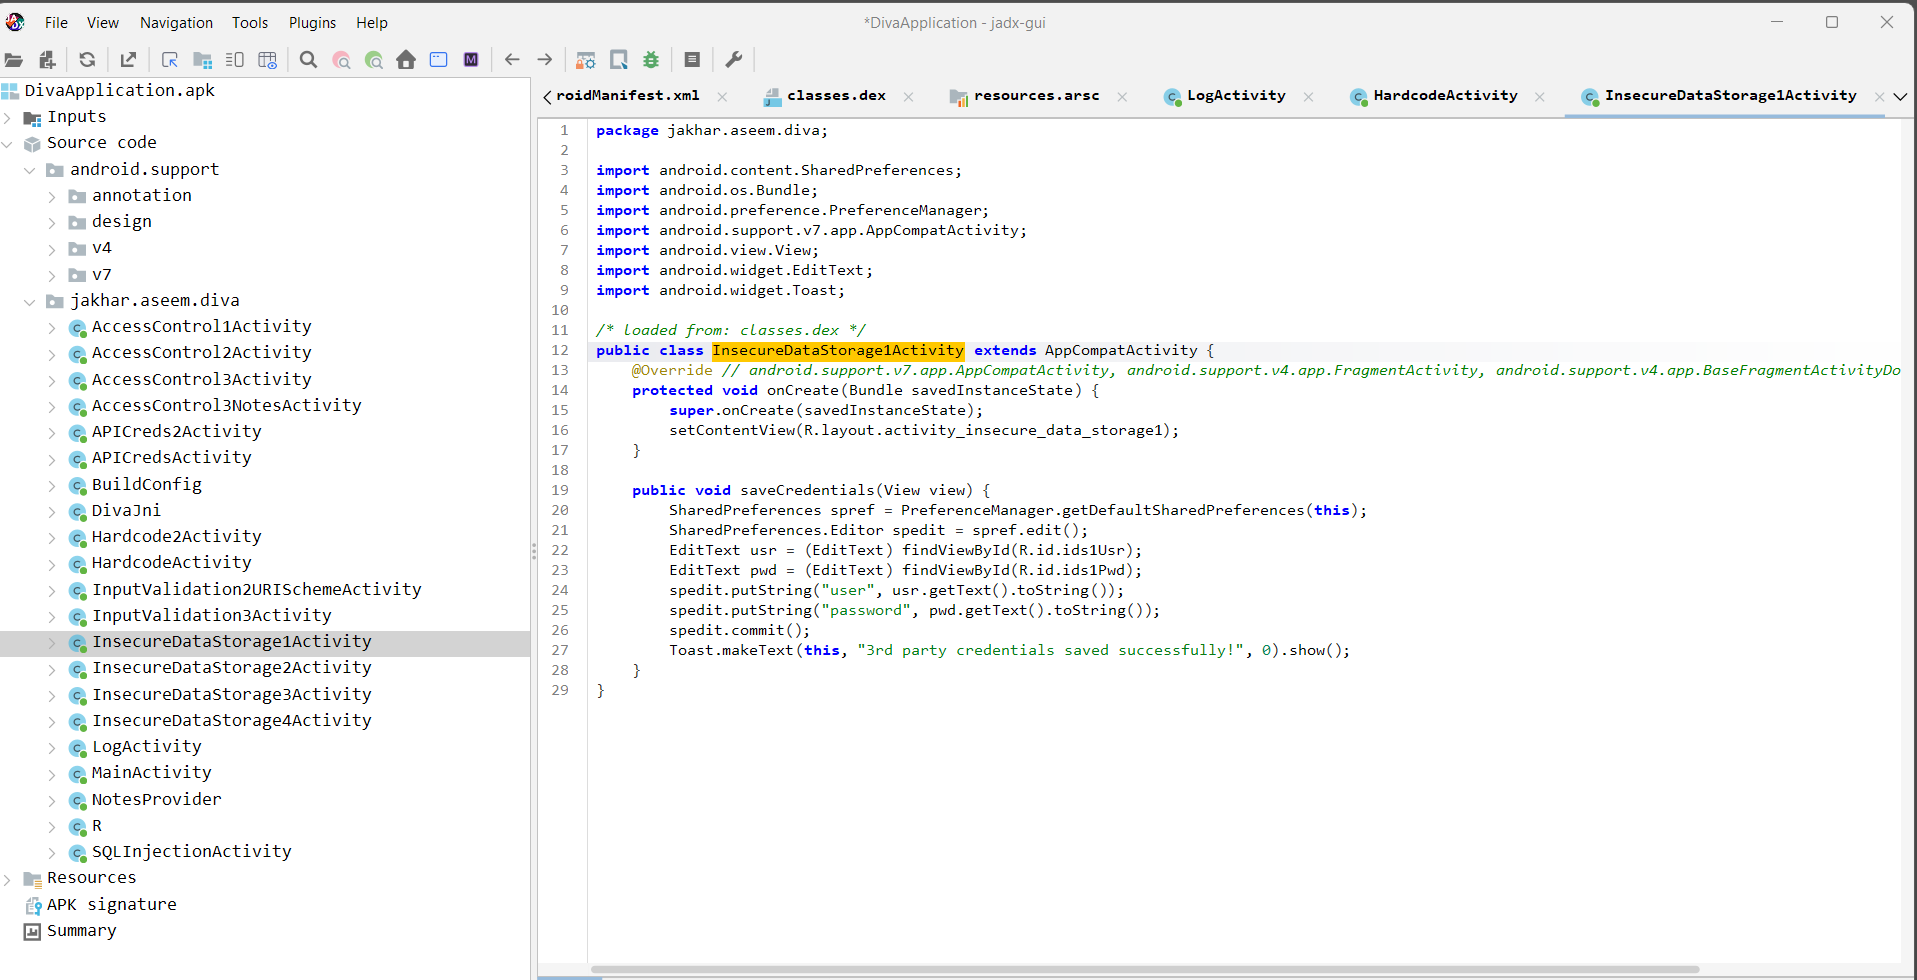 File View Navigation Tools Plugins Help *DivaApplication - jadx-gui
DivaApplication.apk
Inputs
Source code
android.support
annotation
design
v4
v7
jakhar.aseem.diva
AccessControl1Activity
AccessControl2Activity
AccessControl3Activity
AccessControl3NotesActivity
APICreds2Activity
APICredsActivity
BuildConfig
DivaJni
Hardcode2Activity
HardcodeActivity
InputValidation2URISchemeActivity
InputValidation3Activity
InsecureDataStorage1Activity
InsecureDataStorage2Activity
InsecureDataStorage3Activity
InsecureDataStorage4Activity
LogActivity
MainActivity
NotesProvider
R
SQLInjectionActivity
Resources
APK signature
Summary
roidManifest.xml classes.dex resources.arsc LogActivity HardcodeActivity InsecureDataStorage1Activity
1 package jakhar.aseem.diva;
2
3 import android.content.SharedPreferences;
4 import android.os.Bundle;
5 import android.preference.PreferenceManager;
6 import android.support.v7.app.AppCompatActivity;
7 import android.view.View;
8 import android.widget.EditText;
9 import android.widget.Toast;
10
11 /* loaded from: classes.dex */
12 public class InsecureDataStorage1Activity extends AppCompatActivity {
13 @Override // android.support.v7.app.AppCompatActivity, android.support.v4.app.FragmentActivity, android.support.v4.app.BaseFragmentActivityDo
14 protected void onCreate(Bundle savedInstanceState) {
15 super.onCreate(savedInstanceState);
16 setContentView(R.layout.activity_insecure_data_storage1);
17 }
18
19 public void saveCredentials(View view) {
20 SharedPreferences spref = PreferenceManager.getDefaultSharedPreferences(this);
21 SharedPreferences.Editor spedit = spref.edit();
22 EditText usr = (EditText) findViewById(R.id.ids1Usr);
23 EditText pwd = (EditText) findViewById(R.id.ids1Pwd);
24 spedit.putString("user", usr.getText().toString());
25 spedit.putString("password", pwd.getText().toString());
26 spedit.commit();
27 Toast.makeText(this, "3rd party credentials saved successfully!", 0).show();
28 }
29 }